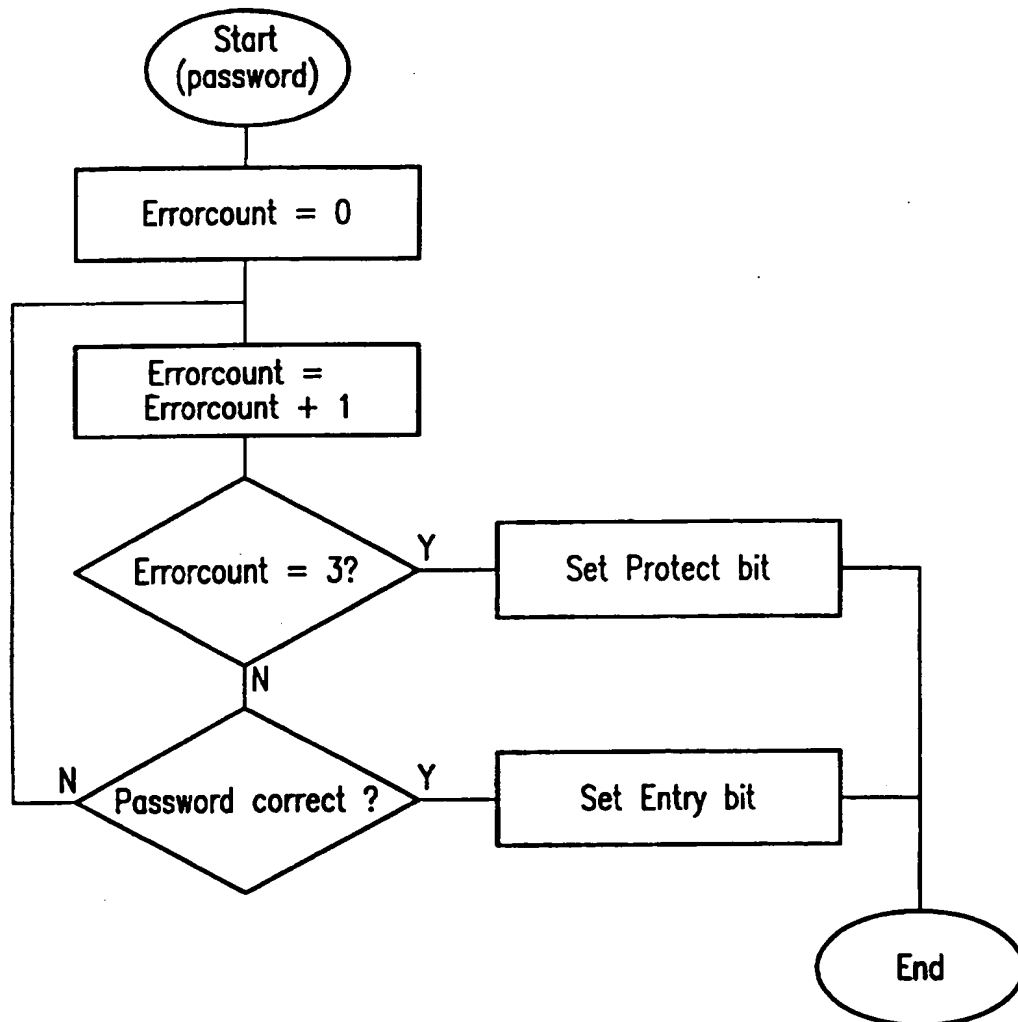 Start
(password)
Errorcount = 0
Errorcount =
Errorcount + 1
Errorcount = 3?
Y
Set Protect bit
N
N
Password correct ?
Y
Set Entry bit
End